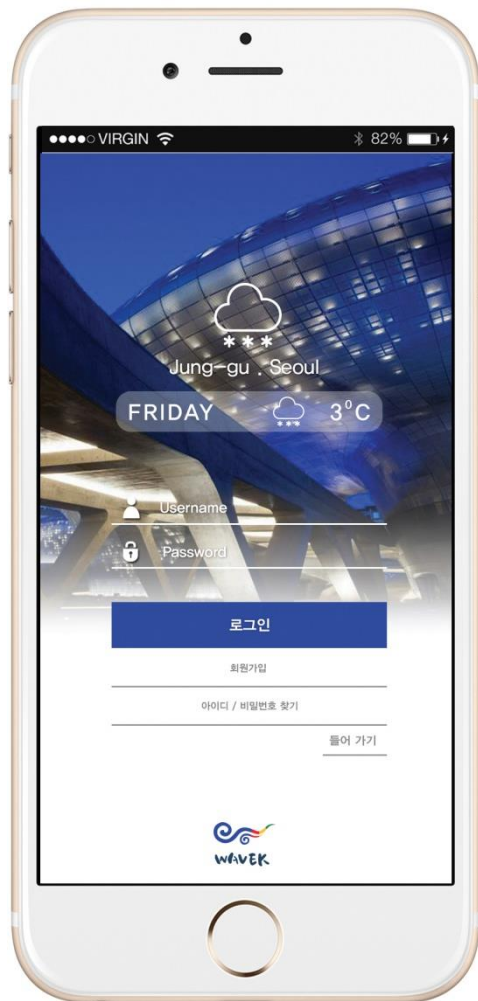 VIRGIN 82%
Jung-gu . Seoul
FRIDAY 3°C
Username
Password
로그인
회원가입
아이디 / 비밀번호 찾기
들어 가기
WAVEK